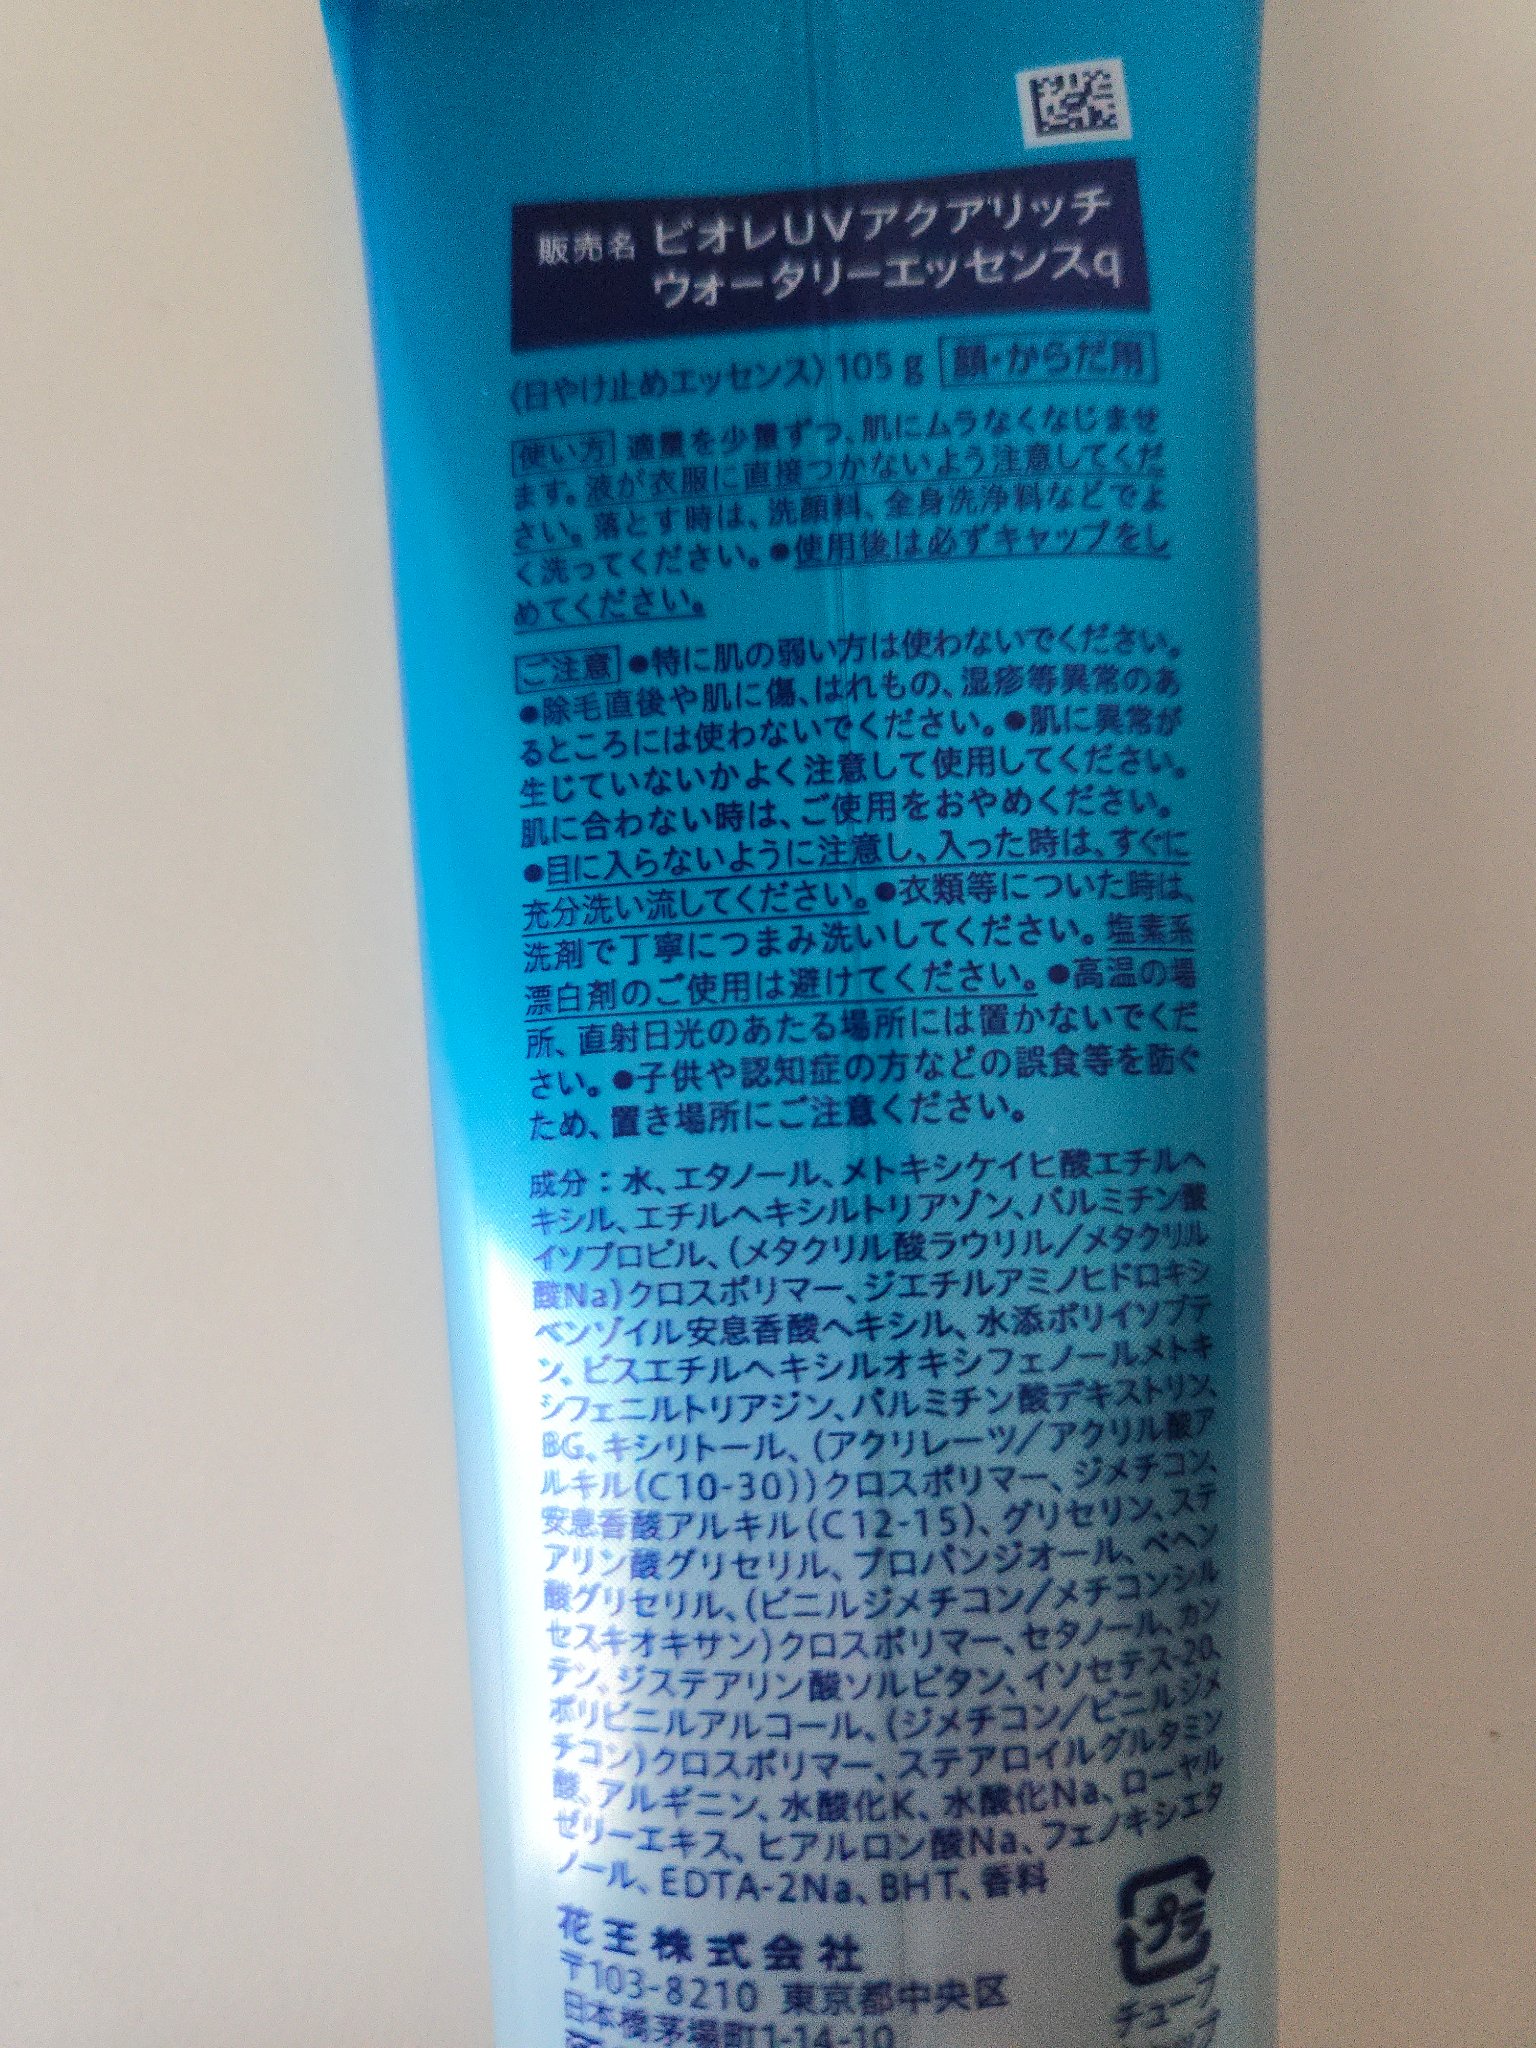 販売名 ビオレUVアクアリッチ
ウォータリーエッセンスq
〈日やけ止めエッセンス〉105 g 顔・からだ用
使い方 適量を少量ずつ、肌にムラなくなじませ
ます。液が衣服に直接つかないよう注意してくだ
さい。落とす時は、洗顔料、全身洗浄料などでよ
く洗ってください。●使用後は必ずキャップをし
めてください。
ご注意 ●特に肌の弱い方は使わないでください。
●除毛直後や肌に傷、はれもの、湿疹等異常のあ
るところには使わないでください。●肌に異常が
生じていないかよく注意して使用してください。
肌に合わない時は、ご使用をおやめください。
●目に入らないように注意し、入った時は、すぐに
充分洗い流してください。●衣類等についた時は、
洗剤で丁寧につまみ洗いしてください。塩素系
漂白剤のご使用は避けてください。●高温の場
所、直射日光のあたる場所には置かないでくだ
さい。●子供や認知症の方などの誤食等を防ぐ
ため、置き場所にご注意ください。
成分：水、エタノール、メトキシケイヒ酸エチルヘ
キシル、エチルヘキシルトリアゾン、パルミチン酸
イソプロピル、(メタクリル酸ラウリル／メタクリル
酸Na)クロスポリマー、ジエチルアミノヒドロキシ
ベンゾイル安息香酸ヘキシル、水添ポリイソブテ
ン、ビスエチルヘキシルオキシフェノールメトキ
シフェニルトリアジン、パルミチン酸デキストリン、
BG、キシリトール、(アクリレーツ／アクリル酸ア
ルキル(C10-30))クロスポリマー、ジメチコン、
安息香酸アルキル(C12-15)、グリセリン、ステ
アリン酸グリセリル、プロパンジオール、ベヘン
酸グリセリル、(ビニルジメチコン／メチコンシル
セスキオキサン)クロスポリマー、セタノール、カン
テン、ジステアリン酸ソルビタン、イソセテス-20、
ポリビニルアルコール、(ジメチコン／ビニルジメ
チコン)クロスポリマー、ステアロイルグルタミン
酸、アルギニン、水酸化K、水酸化Na、ローヤル
ゼリーエキス、ヒアルロン酸Na、フェノキシエタ
ノール、EDTA-2Na、BHT、香料
花王株式会社
〒103-8210 東京都中央区
日本橋茅場町1-14-10
プラ
チューブ